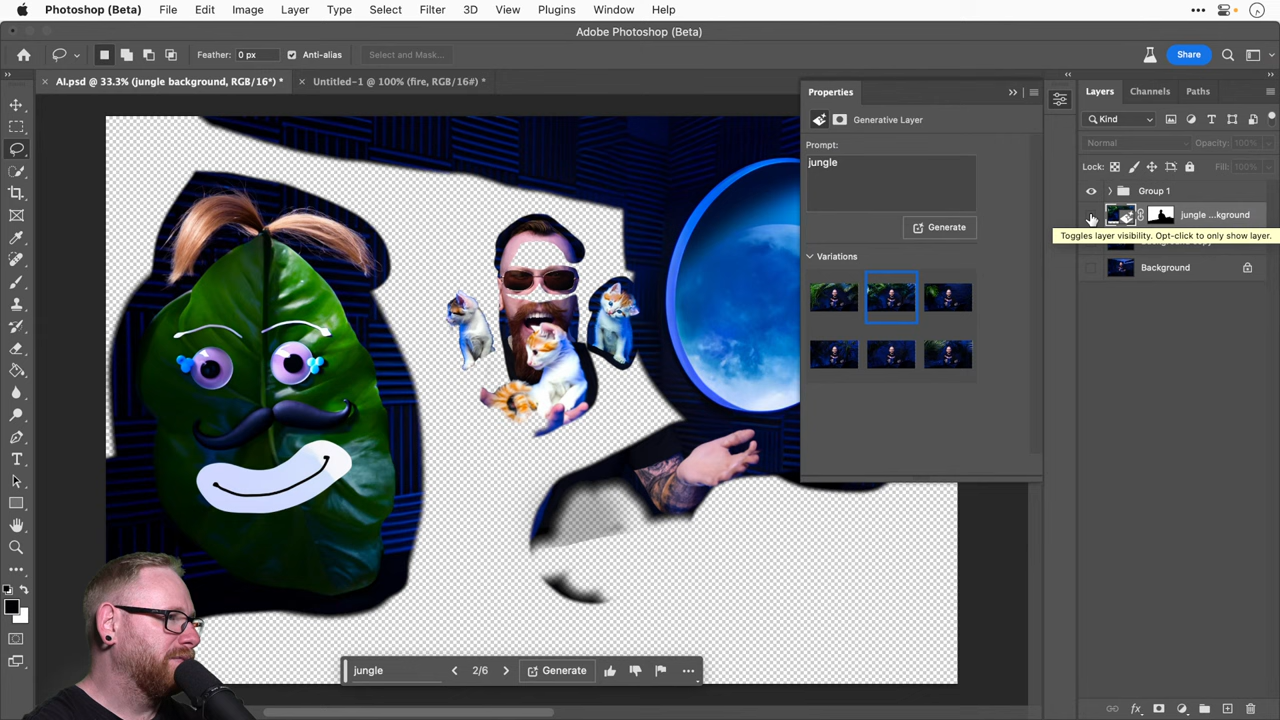 Photoshop (Beta) File Edit Image Layer Type Select Filter 3D View Plugins Window Help
Adobe Photoshop (Beta)
Feather: 0 px Anti-alias Select and Mask... Share
AI.psd @ 33.3% (jungle background, RGB/16*) * Untitled-1 @ 100% (fire, RGB/16#) *
Properties
Generative Layer
Prompt:
jungle
Generate
Variations
Layers Channels Paths
Kind
Normal Opacity: 100%
Lock: Fill: 100%
Group 1
jungle ...kground
Toggles layer visibility. Opt-click to only show layer.
Background
jungle 2/6 Generate